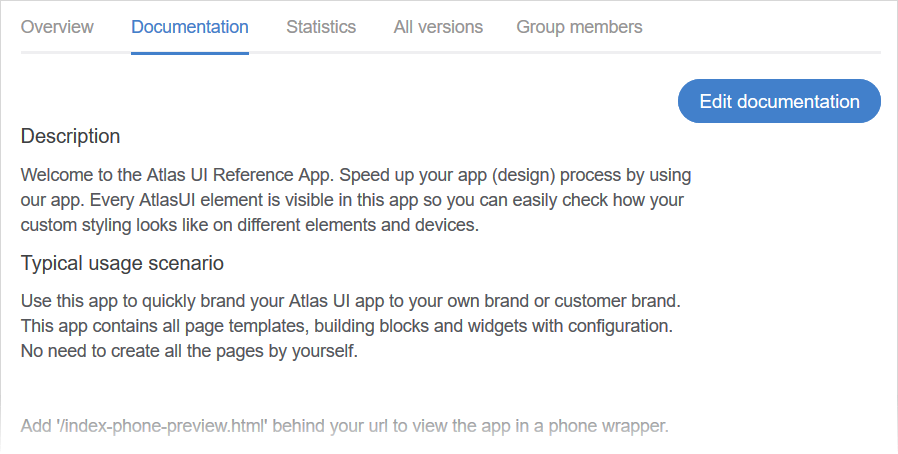 Overview Documentation Statistics All versions Group members
Edit documentation
Description
Welcome to the Atlas UI Reference App. Speed up your app (design) process by using
our app. Every AtlasUI element is visible in this app so you can easily check how your
custom styling looks like on different elements and devices.
Typical usage scenario
Use this app to quickly brand your Atlas UI app to your own brand or customer brand.
This app contains all page templates, building blocks and widgets with configuration.
No need to create all the pages by yourself.
Add '/index-phone-preview.html' behind your url to view the app in a phone wrapper.